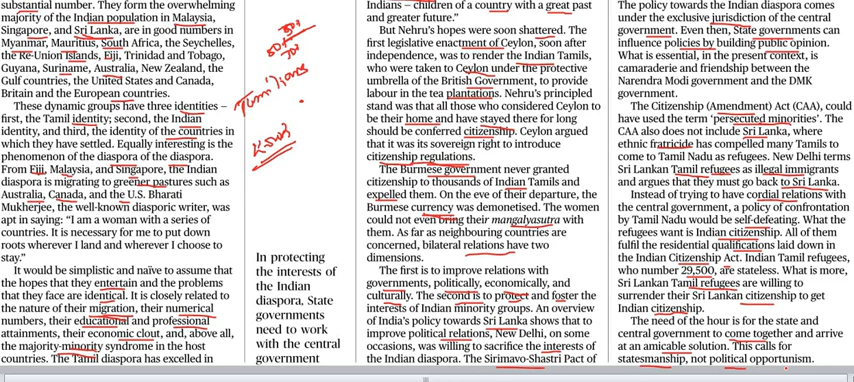 substantial number. They form the overwhelming
majority of the Indian population in Malaysia,
Singapore, and Sri Lanka, are in good numbers in
Myanmar, Mauritius, South Africa, the Seychelles,
the Re-Union Islands, Fiji, Trinidad and Tobago,
Guyana, Suriname, Australia, New Zealand, the
Gulf countries, the United States and Canada,
Britain and the European countries.
These dynamic groups have three identities –
first, the Tamil identity; second, the Indian
identity, and third, the identity of the countries in
which they have settled. Equally interesting is the
phenomenon of the diaspora of the diaspora.
From Fiji, Malaysia, and Singapore, the Indian
diaspora is migrating to greener pastures such as
Australia, Canada, and the U.S. Bharati
Mukherjee, the well-known diasporic writer, was
apt in saying: “I am a woman with a series of
countries. It is necessary for me to put down
roots wherever I land and wherever I choose to
stay.”
It would be simplistic and naïve to assume that
the hopes that they entertain and the problems
that they face are identical. It is closely related to
the nature of their migration, their numerical
numbers, their educational and professional
attainments, their economic clout, and, above all,
the majority-minority syndrome in the host
countries. The Tamil diaspora has excelled in
In protecting
the interests of
the Indian
diaspora, State
governments
need to work
with the central
government
Indians – children of a country with a great past
and greater future.”
But Nehru’s hopes were soon shattered. The
first legislative enactment of Ceylon, soon after
independence, was to render the Indian Tamils,
who were taken to Ceylon under the protective
umbrella of the British Government, to provide
labour in the tea plantations. Nehru’s principled
stand was that all those who considered Ceylon to
be their home and have stayed there for long
should be conferred citizenship. Ceylon argued
that it was its sovereign right to introduce
citizenship regulations.
The Burmese government never granted
citizenship to thousands of Indian Tamils and
expelled them. On the eve of their departure, the
Burmese currency was demonetised. The women
could not even bring their mangalyasutra with
them. As far as neighbouring countries are
concerned, bilateral relations have two
dimensions.
The first is to improve relations with
governments, politically, economically, and
culturally. The second is to protect and foster the
interests of Indian minority groups. An overview
of India’s policy towards Sri Lanka shows that to
improve political relations, New Delhi, on some
occasions, was willing to sacrifice the interests of
the Indian diaspora. The Sirimavo-Shastri Pact of
The policy towards the Indian diaspora comes
under the exclusive jurisdiction of the central
government. Even then, State governments can
influence policies by building public opinion.
What is essential, in the present context, is
camaraderie and friendship between the
Narendra Modi government and the DMK
government.
The Citizenship (Amendment) Act (CAA), could
have used the term ‘persecuted minorities’. The
CAA also does not include Sri Lanka, where
ethnic fratricide has compelled many Tamils to
come to Tamil Nadu as refugees. New Delhi terms
Sri Lankan Tamil refugees as illegal immigrants
and argues that they must go back to Sri Lanka.
Instead of trying to have cordial relations with
the central government, a policy of confrontation
by Tamil Nadu would be self-defeating. What the
refugees want is Indian citizenship. All of them
fulfil the residential qualifications laid down in
the Indian Citizenship Act. Indian Tamil refugees,
who number 29,500, are stateless. What is more,
Sri Lankan Tamil refugees are willing to
surrender their Sri Lankan citizenship to get
Indian citizenship.
The need of the hour is for the state and
central government to come together and arrive
at an amicable solution. This calls for
statesmanship, not political opportunism.